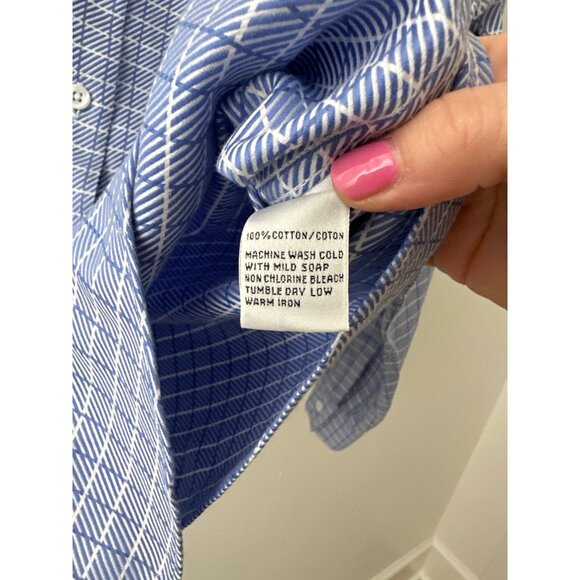 100% COTTON/COTON
MACHINE WASH COLD
WITH MILD SOAP
NON CHLORINE BLEACH
TUMBLE DRY LOW
WARM IRON